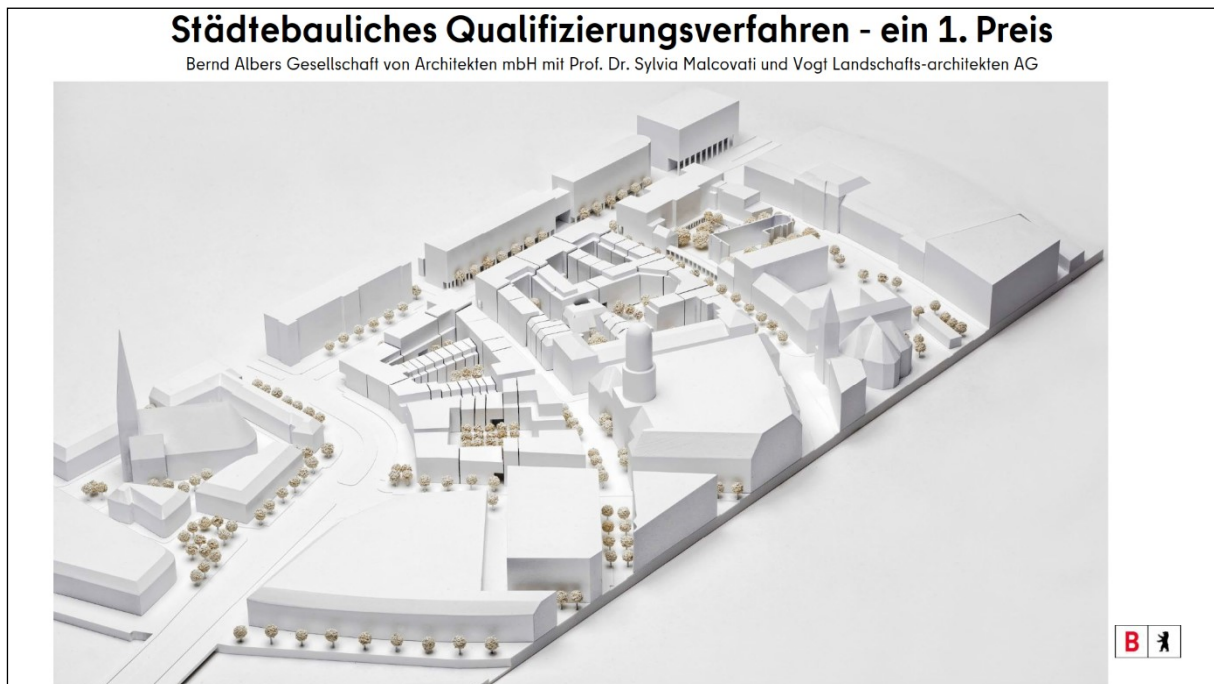 Städtebauliches Qualifizierungsverfahren - ein 1. Preis
Bernd Albers Gesellschaft von Architekten mbH mit Prof. Dr. Sylvia Malcovati und Vogt Landschafts-architekten AG
B